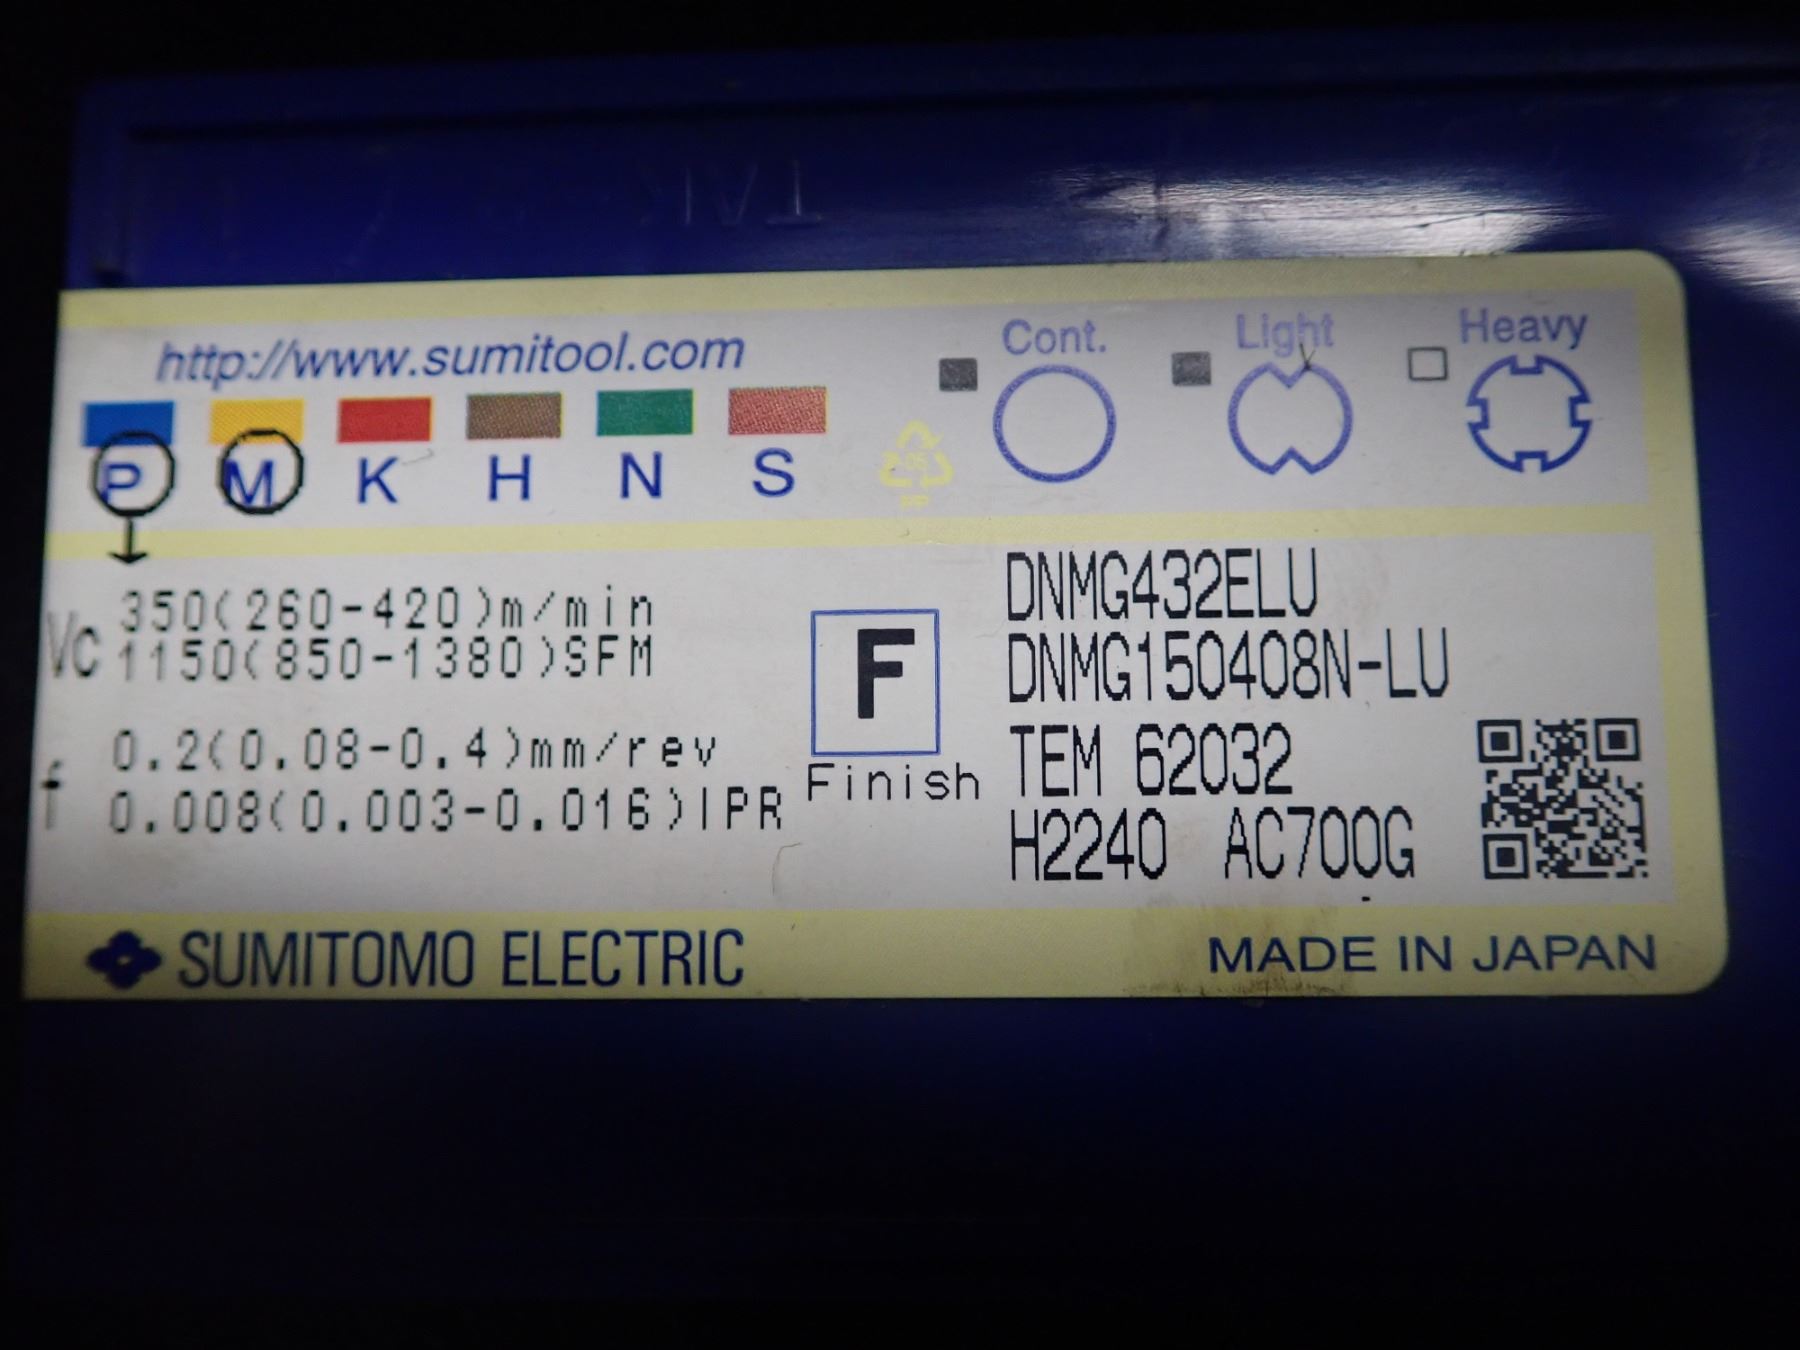 http://www.sumitool.com
Cont. Light Heavy
P M K H N S
Vc 350(260-420)m/min
1150(850-1380)SFM
f 0.2(0.08-0.4)mm/rev
0.008(0.003-0.016)IPR
F
Finish
DNMG432ELU
DNMG150408N-LU
TEM 62032
H2240 AC700G
SUMITOMO ELECTRIC
MADE IN JAPAN